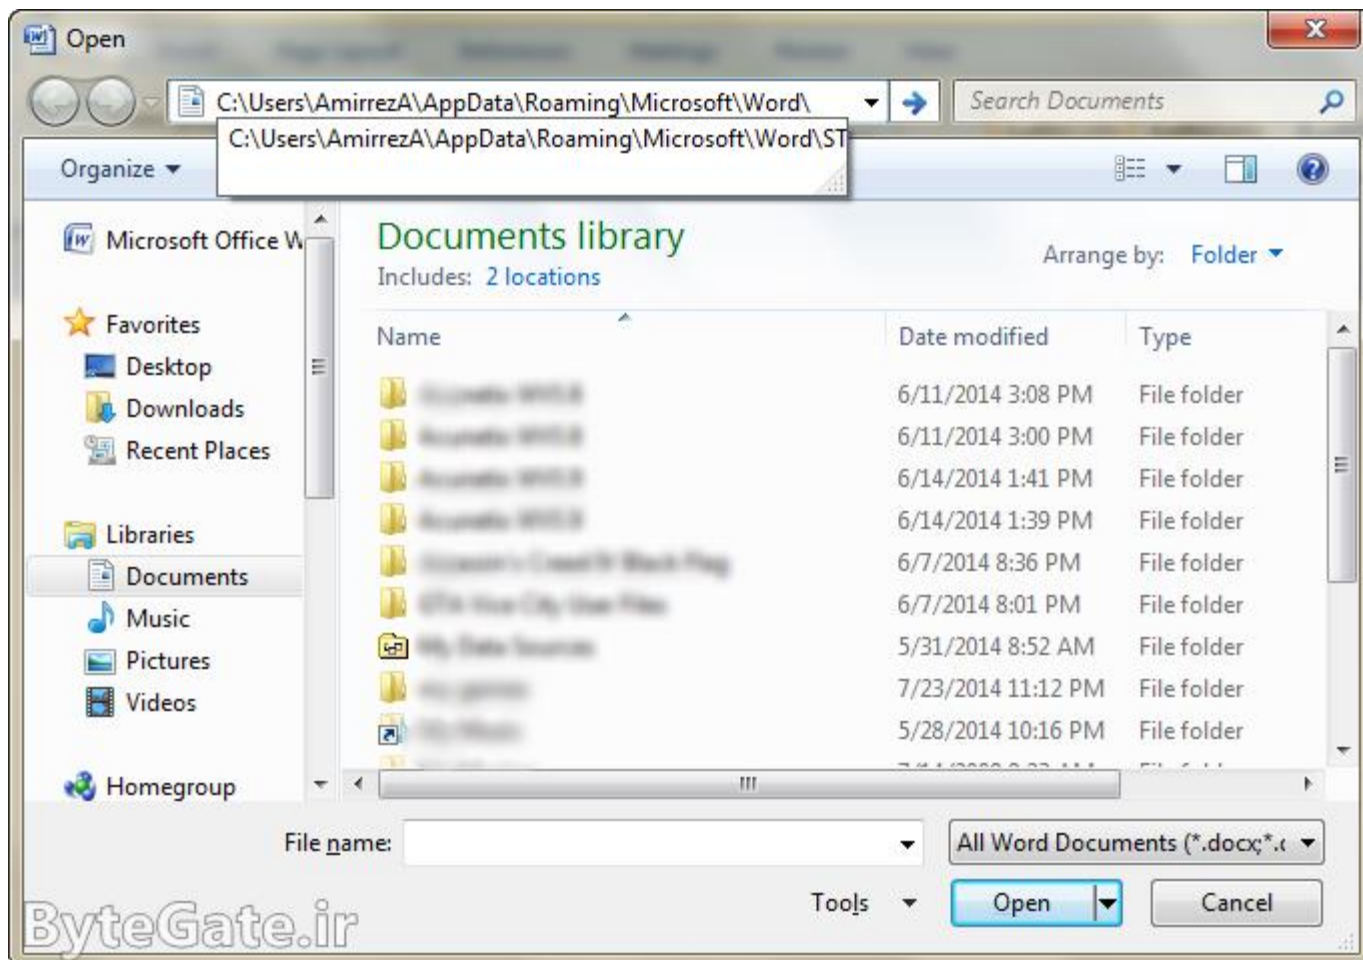 Open
C:\Users\AmirrezA\AppData\Roaming\Microsoft\Word\
Search Documents
C:\Users\AmirrezA\AppData\Roaming\Microsoft\Word\ST
Organize
Microsoft Office W
Documents library
Includes: 2 locations
Arrange by: Folder
Favorites
Desktop
Downloads
Recent Places
Libraries
Documents
Music
Pictures
Videos
Homegroup
Name Date modified Type
6/11/2014 3:08 PM File folder
6/11/2014 3:00 PM File folder
6/14/2014 1:41 PM File folder
6/14/2014 1:39 PM File folder
6/7/2014 8:36 PM File folder
6/7/2014 8:01 PM File folder
5/31/2014 8:52 AM File folder
7/23/2014 11:12 PM File folder
5/28/2014 10:16 PM File folder
File name:
All Word Documents (*.docx;*.
Tools Open Cancel
ByteGate.ir